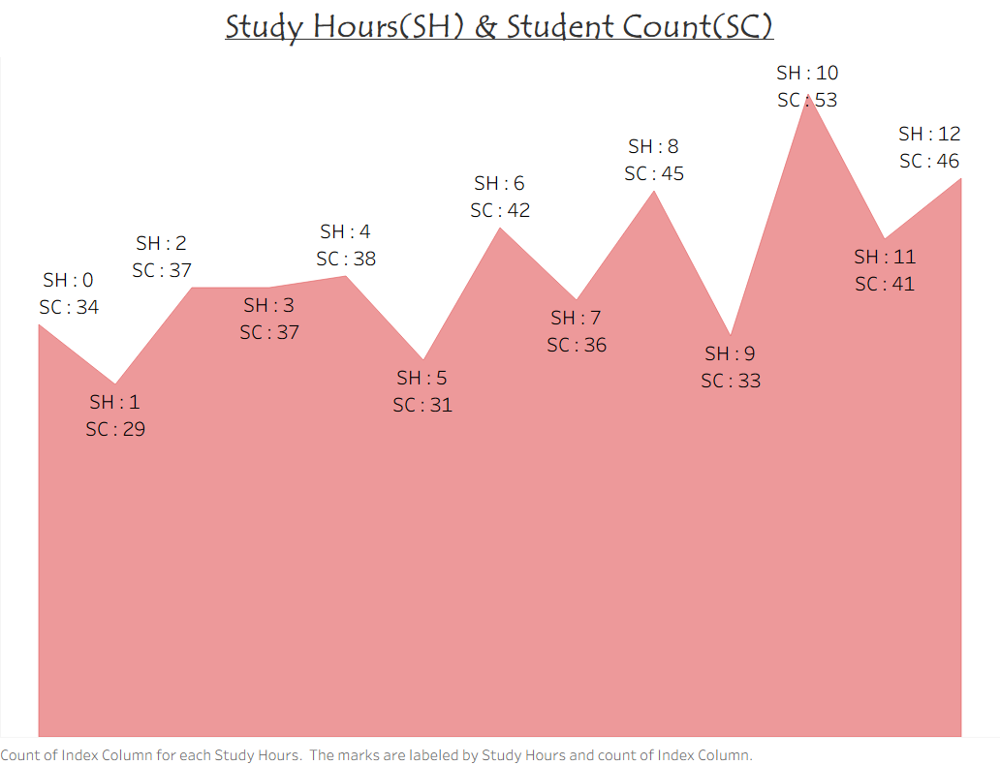 Study Hours(SH) & Student Count(SC)
SH : 0
SC : 34
SH : 1
SC : 29
SH : 2
SC : 37
SH : 3
SC : 37
SH : 4
SC : 38
SH : 5
SC : 31
SH : 6
SC : 42
SH : 7
SC : 36
SH : 8
SC : 45
SH : 9
SC : 33
SH : 10
SC : 53
SH : 11
SC : 41
SH : 12
SC : 46
Count of Index Column for each Study Hours.  The marks are labeled by Study Hours and count of Index Column.